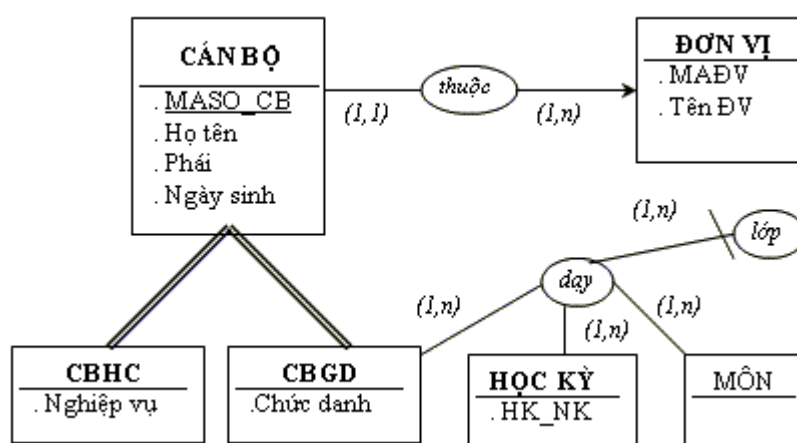 CÁN BỘ
. MASO_CB
. Họ tên
. Phái
. Ngày sinh
(1,1)
thuộc
(1,n)
ĐƠN VỊ
. MAĐV
. Tên ĐV
(1,n)
lớp
dạy
(1,n)
(1,n)
(1,n)
CBHC
. Nghiệp vụ
CBGD
.Chức danh
HỌC KỲ
. HK_NK
MÔN